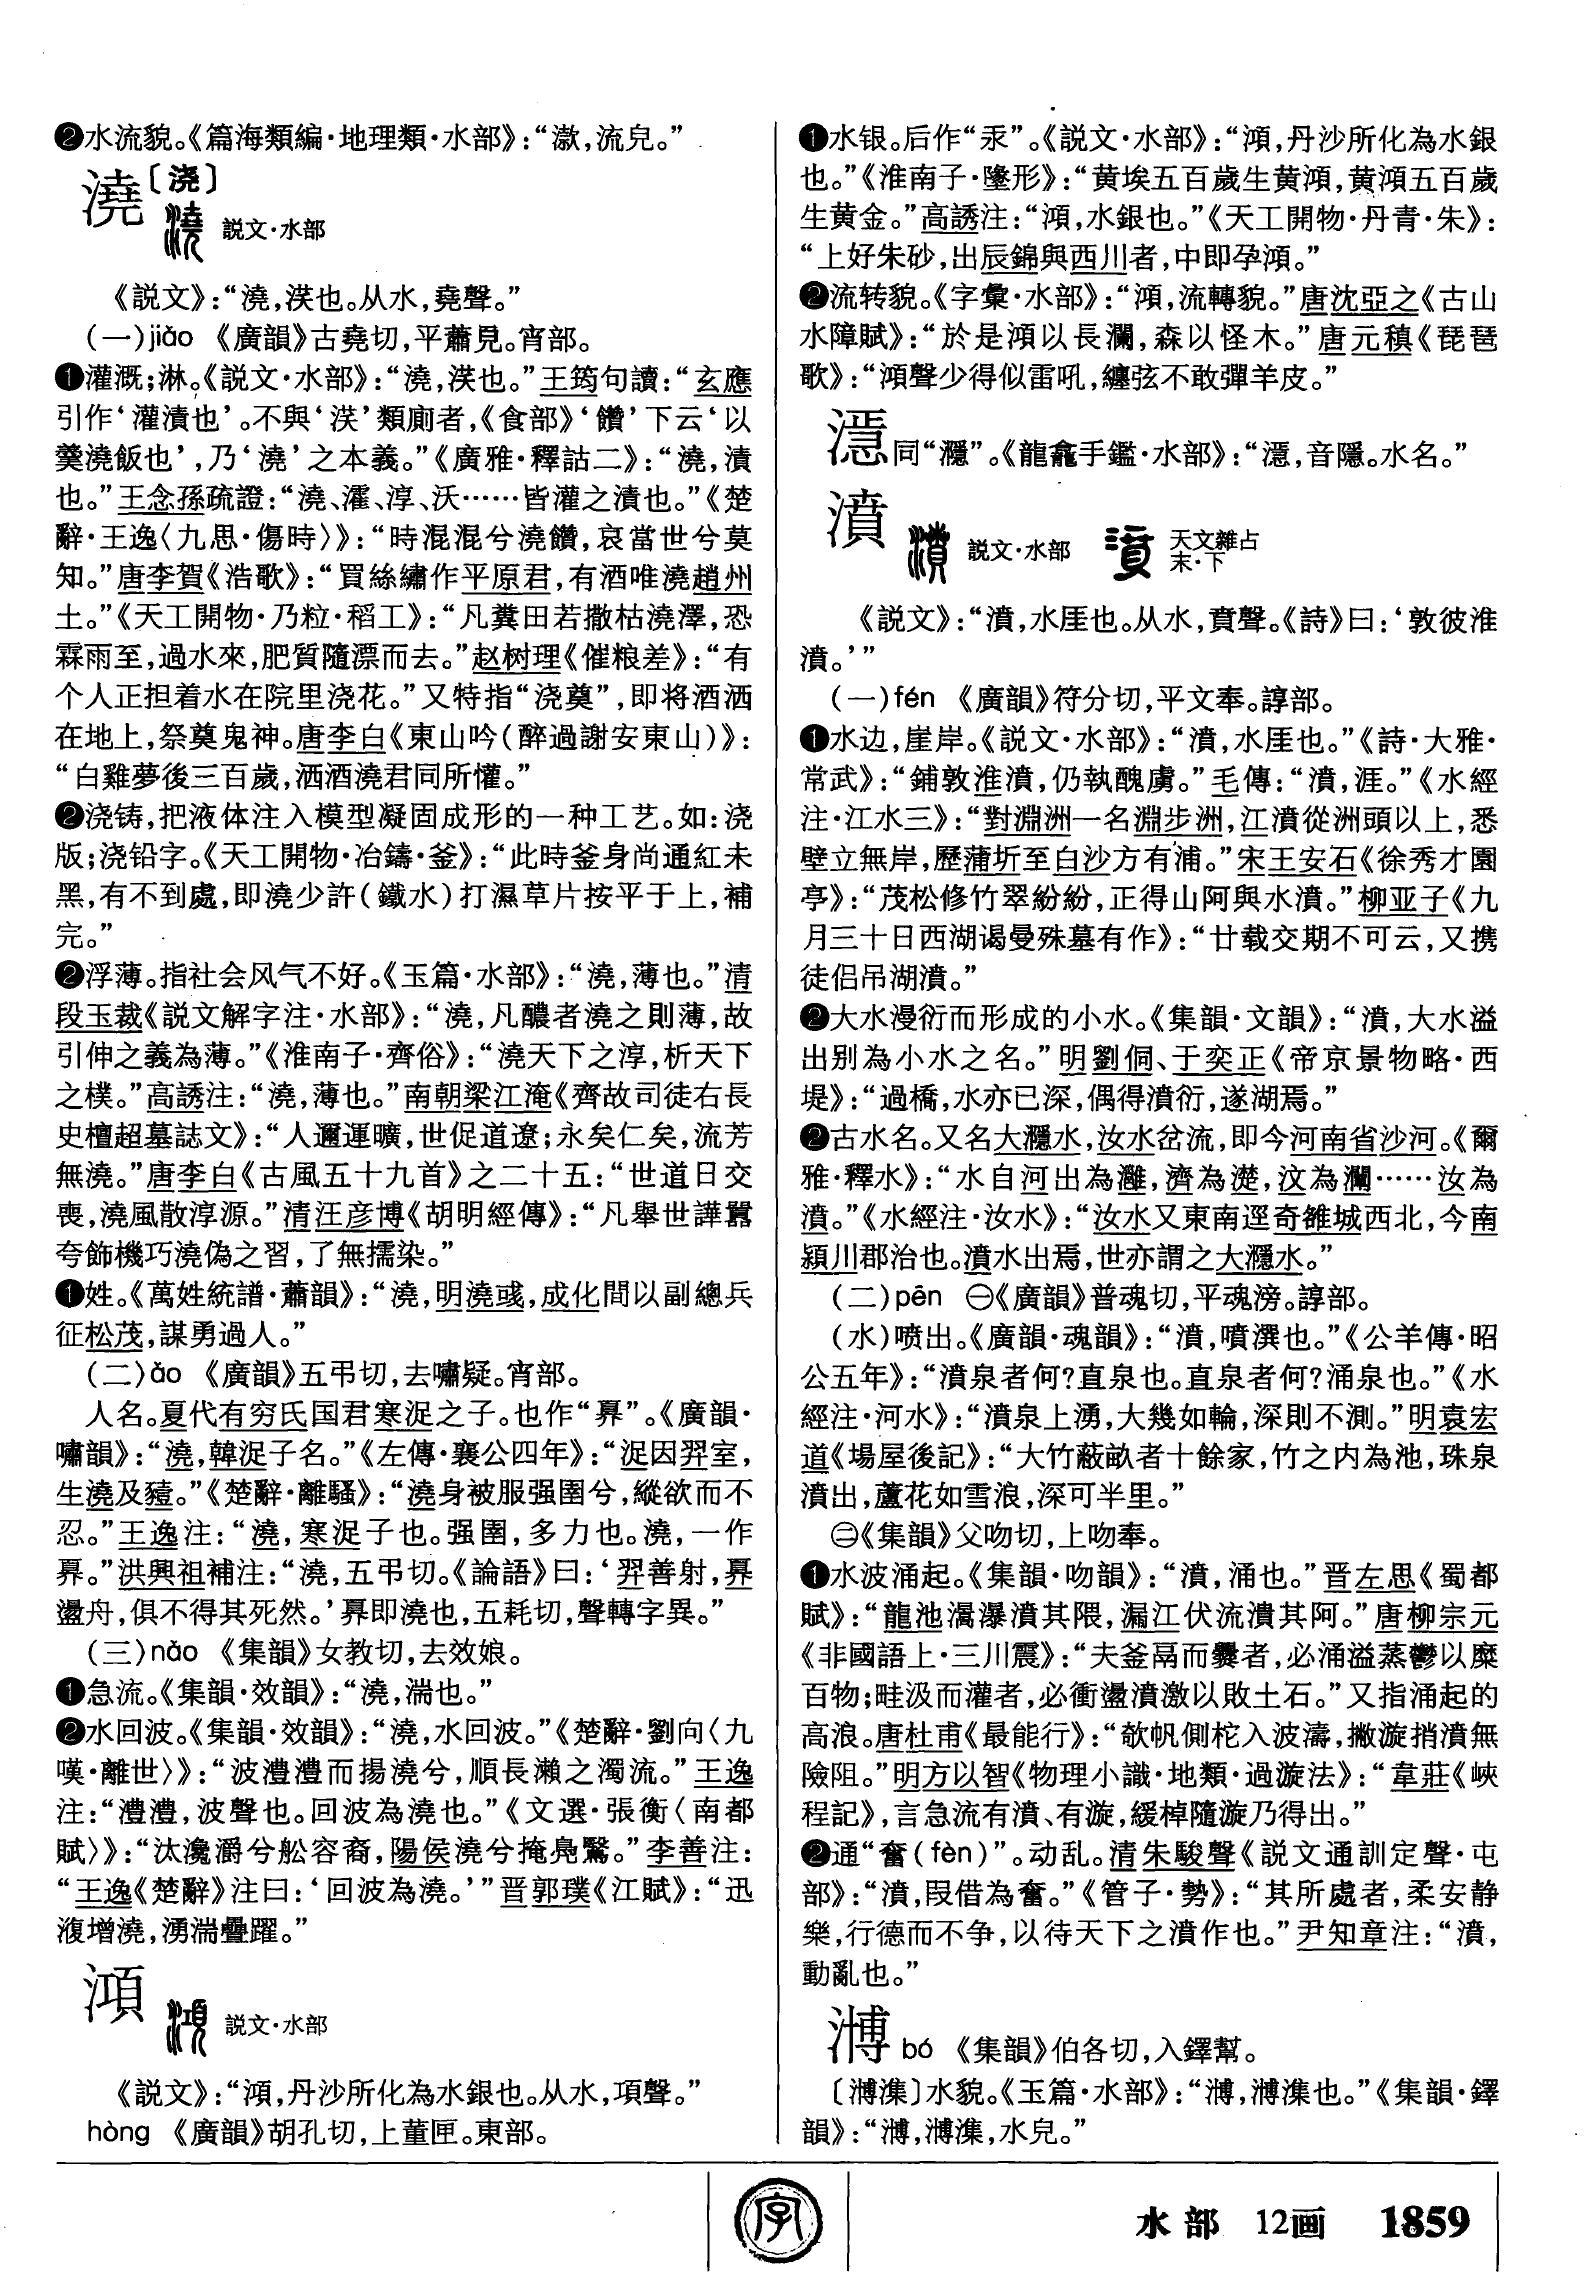 ❷水流貌。《篇海類編·地理類·水部》：“潡，流皃。”
澆〔浇〕
説文·水部
《説文》：“澆，渶也。从水，堯聲。”
(一)jiāo 《廣韻》古堯切，平蕭見。宵部。
❶灌溉；淋。《説文·水部》：“澆，渶也。”王筠句讀：“玄應
引作‘灌漬也’。不與‘渶’類廁者，《食部》‘饡’下云‘以
羹澆飯也’，乃‘澆’之本義。”《廣雅·釋詁二》：“澆，漬
也。”王念孫疏證：“澆、灌、淳、沃……皆灌之漬也。”《楚
辭·王逸〈九思·傷時〉》：“時混混兮澆饡，哀當世兮莫
知。”唐李賀《浩歌》：“買絲繡作平原君，有酒唯澆趙州
土。”《天工開物·乃粒·稻工》：“凡糞田若撒枯澆澤，恐
霖雨至，過水來，肥質隨漂而去。”赵树理《催粮差》：“有
个人正担着水在院里浇花。”又特指“浇奠”，即将酒洒
在地上，祭奠鬼神。唐李白《東山吟(醉過謝安東山)》：
“白雞夢後三百歲，洒酒澆君同所懽。”
❷浇铸，把液体注入模型凝固成形的一种工艺。如：浇
版；浇铅字。《天工開物·冶鑄·釜》：“此時釜身尚通紅未
黑，有不到處，即澆少許(鐵水)打濕草片按平于上，補
完。”
❷浮薄。指社会风气不好。《玉篇·水部》：“澆，薄也。”清
段玉裁《説文解字注·水部》：“澆，凡醲者澆之則薄，故
引伸之義為薄。”《淮南子·齊俗》：“澆天下之淳，析天下
之樸。”高誘注：“澆，薄也。”南朝梁江淹《齊故司徒右長
史檀超墓誌文》：“人邇運曠，世促道遼；永矣仁矣，流芳
無澆。”唐李白《古風五十九首》之二十五：“世道日交
喪，澆風散淳源。”清汪彦博《胡明經傳》：“凡舉世譁囂
夸飾機巧澆偽之習，了無擩染。”
❶姓。《萬姓統譜·蕭韻》：“澆，明澆彧，成化間以副總兵
征松茂，謀勇過人。”
(二)ào 《廣韻》五弔切，去嘯疑。宵部。
人名。夏代有穷氏国君寒浞之子。也作“奡”。《廣韻·
嘯韻》：“澆，韓浞子名。”《左傳·襄公四年》：“浞因羿室，
生澆及豷。”《楚辭·離騷》：“澆身被服强圉兮，縱欲而不
忍。”王逸注：“澆，寒浞子也。强圉，多力也。澆，一作
奡。”洪興祖補注：“澆，五弔切。《論語》曰：‘羿善射，奡
盪舟，俱不得其死然。’奡即澆也，五耗切，聲轉字異。”
(三)nào 《集韻》女教切，去效娘。
❶急流。《集韻·效韻》：“澆，湍也。”
❷水回波。《集韻·效韻》：“澆，水回波。”《楚辭·劉向〈九
嘆·離世〉》：“波澧澧而揚澆兮，順長瀨之濁流。”王逸
注：“澧澧，波聲也。回波為澆也。”《文選·張衡〈南都
賦〉》：“汰瀺灂兮舩容裔，陽侯澆兮掩鳧鷖。”李善注：
“王逸《楚辭》注曰：‘回波為澆。’”晋郭璞《江賦》：“迅
澓增澆，湧湍疊躍。”
澒
説文·水部
《説文》：“澒，丹沙所化為水銀也。从水，項聲。”
hòng 《廣韻》胡孔切，上董匣。東部。
❶水银。后作“汞”。《説文·水部》：“澒，丹沙所化為水銀
也。”《淮南子·墬形》：“黄埃五百歲生黄澒，黄澒五百歲
生黄金。”高誘注：“澒，水銀也。”《天工開物·丹青·朱》：
“上好朱砂，出辰錦與西川者，中即孕澒。”
❷流转貌。《字彙·水部》：“澒，流轉貌。”唐沈亞之《古山
水障賦》：“於是澒以長瀾，森以怪木。”唐元稹《琵琶
歌》：“澒聲少得似雷吼，纏弦不敢彈羊皮。”
濦同“㶏”。《龍龕手鑑·水部》：“濦，音隱。水名。”
濆
説文·水部
天文雜占
末·下
《説文》：“濆，水厓也。从水，賁聲。《詩》曰：‘敦彼淮
濆。’”
(一)fén 《廣韻》符分切，平文奉。諄部。
❶水边，崖岸。《説文·水部》：“濆，水厓也。”《詩·大雅·
常武》：“鋪敦淮濆，仍執醜虜。”毛傳：“濆，涯。”《水經
注·江水三》：“對淵洲一名淵步洲，江濆從洲頭以上，悉
壁立無岸，歷蒲圻至白沙方有浦。”宋王安石《徐秀才園
亭》：“茂松修竹翠紛紛，正得山阿與水濆。”柳亚子《九
月三十日西湖谒曼殊墓有作》：“廿载交期不可云，又携
徒侣吊湖濆。”
❷大水漫衍而形成的小水。《集韻·文韻》：“濆，大水溢
出別為小水之名。”明劉侗、于奕正《帝京景物略·西
堤》：“過橋，水亦已深，偶得濆衍，遂湖焉。”
❷古水名。又名大㶏水，汝水岔流，即今河南省沙河。《爾
雅·釋水》：“水自河出為灉，濟為濋，汶為瀾……汝為
濆。”《水經注·汝水》：“汝水又東南逕奇雒城西北，今南
潁川郡治也。濆水出焉，世亦謂之大㶏水。”
(二)pēn ㊀《廣韻》普魂切，平魂滂。諄部。
(水)喷出。《廣韻·魂韻》：“濆，噴潠也。”《公羊傳·昭
公五年》：“濆泉者何？直泉也。直泉者何？涌泉也。”《水
經注·河水》：“濆泉上湧，大幾如輪，深則不測。”明袁宏
道《場屋後記》：“大竹蔽畝者十餘家，竹之内為池，珠泉
濆出，蘆花如雪浪，深可半里。”
㊁《集韻》父吻切，上吻奉。
❶水波涌起。《集韻·吻韻》：“濆，涌也。”晋左思《蜀都
賦》：“龍池瀥瀑濆其隈，漏江伏流潰其阿。”唐柳宗元
《非國語上·三川震》：“夫釜鬲而爨者，必涌溢蒸鬱以糜
百物；畦汲而灌者，必衝盪濆激以敗土石。”又指涌起的
高浪。唐杜甫《最能行》：“欹帆側柁入波濤，撇漩捎濆無
險阻。”明方以智《物理小識·地類·過漩法》：“韋莊《峽
程記》，言急流有濆、有漩，緩棹隨漩乃得出。”
❷通“奮(fèn)”。动乱。清朱駿聲《説文通訓定聲·屯
部》：“濆，叚借為奮。”《管子·勢》：“其所處者，柔安静
樂，行德而不争，以待天下之濆作也。”尹知章注：“濆，
動亂也。”
㵨bó 《集韻》伯各切，入鐸幫。
〔㵨潗〕水貌。《玉篇·水部》：“㵨，㵨潗也。”《集韻·鐸
韻》：“㵨，㵨潗，水皃。”
字
水部 12画 1859